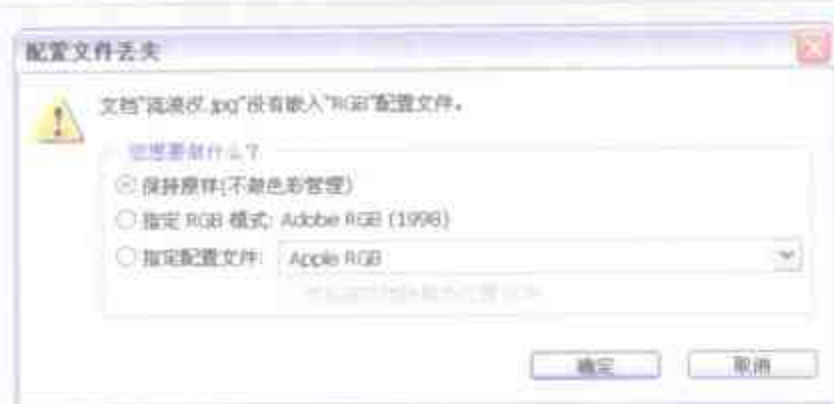 配置文件丢失
文档"流浪校.jpg"没有嵌入"RGB"配置文件。
您想要做什么?
保持原样(不做色彩管理)
指定 RGB 模式: Adobe RGB (1998)
指定配置文件: Apple RGB
确定 取消